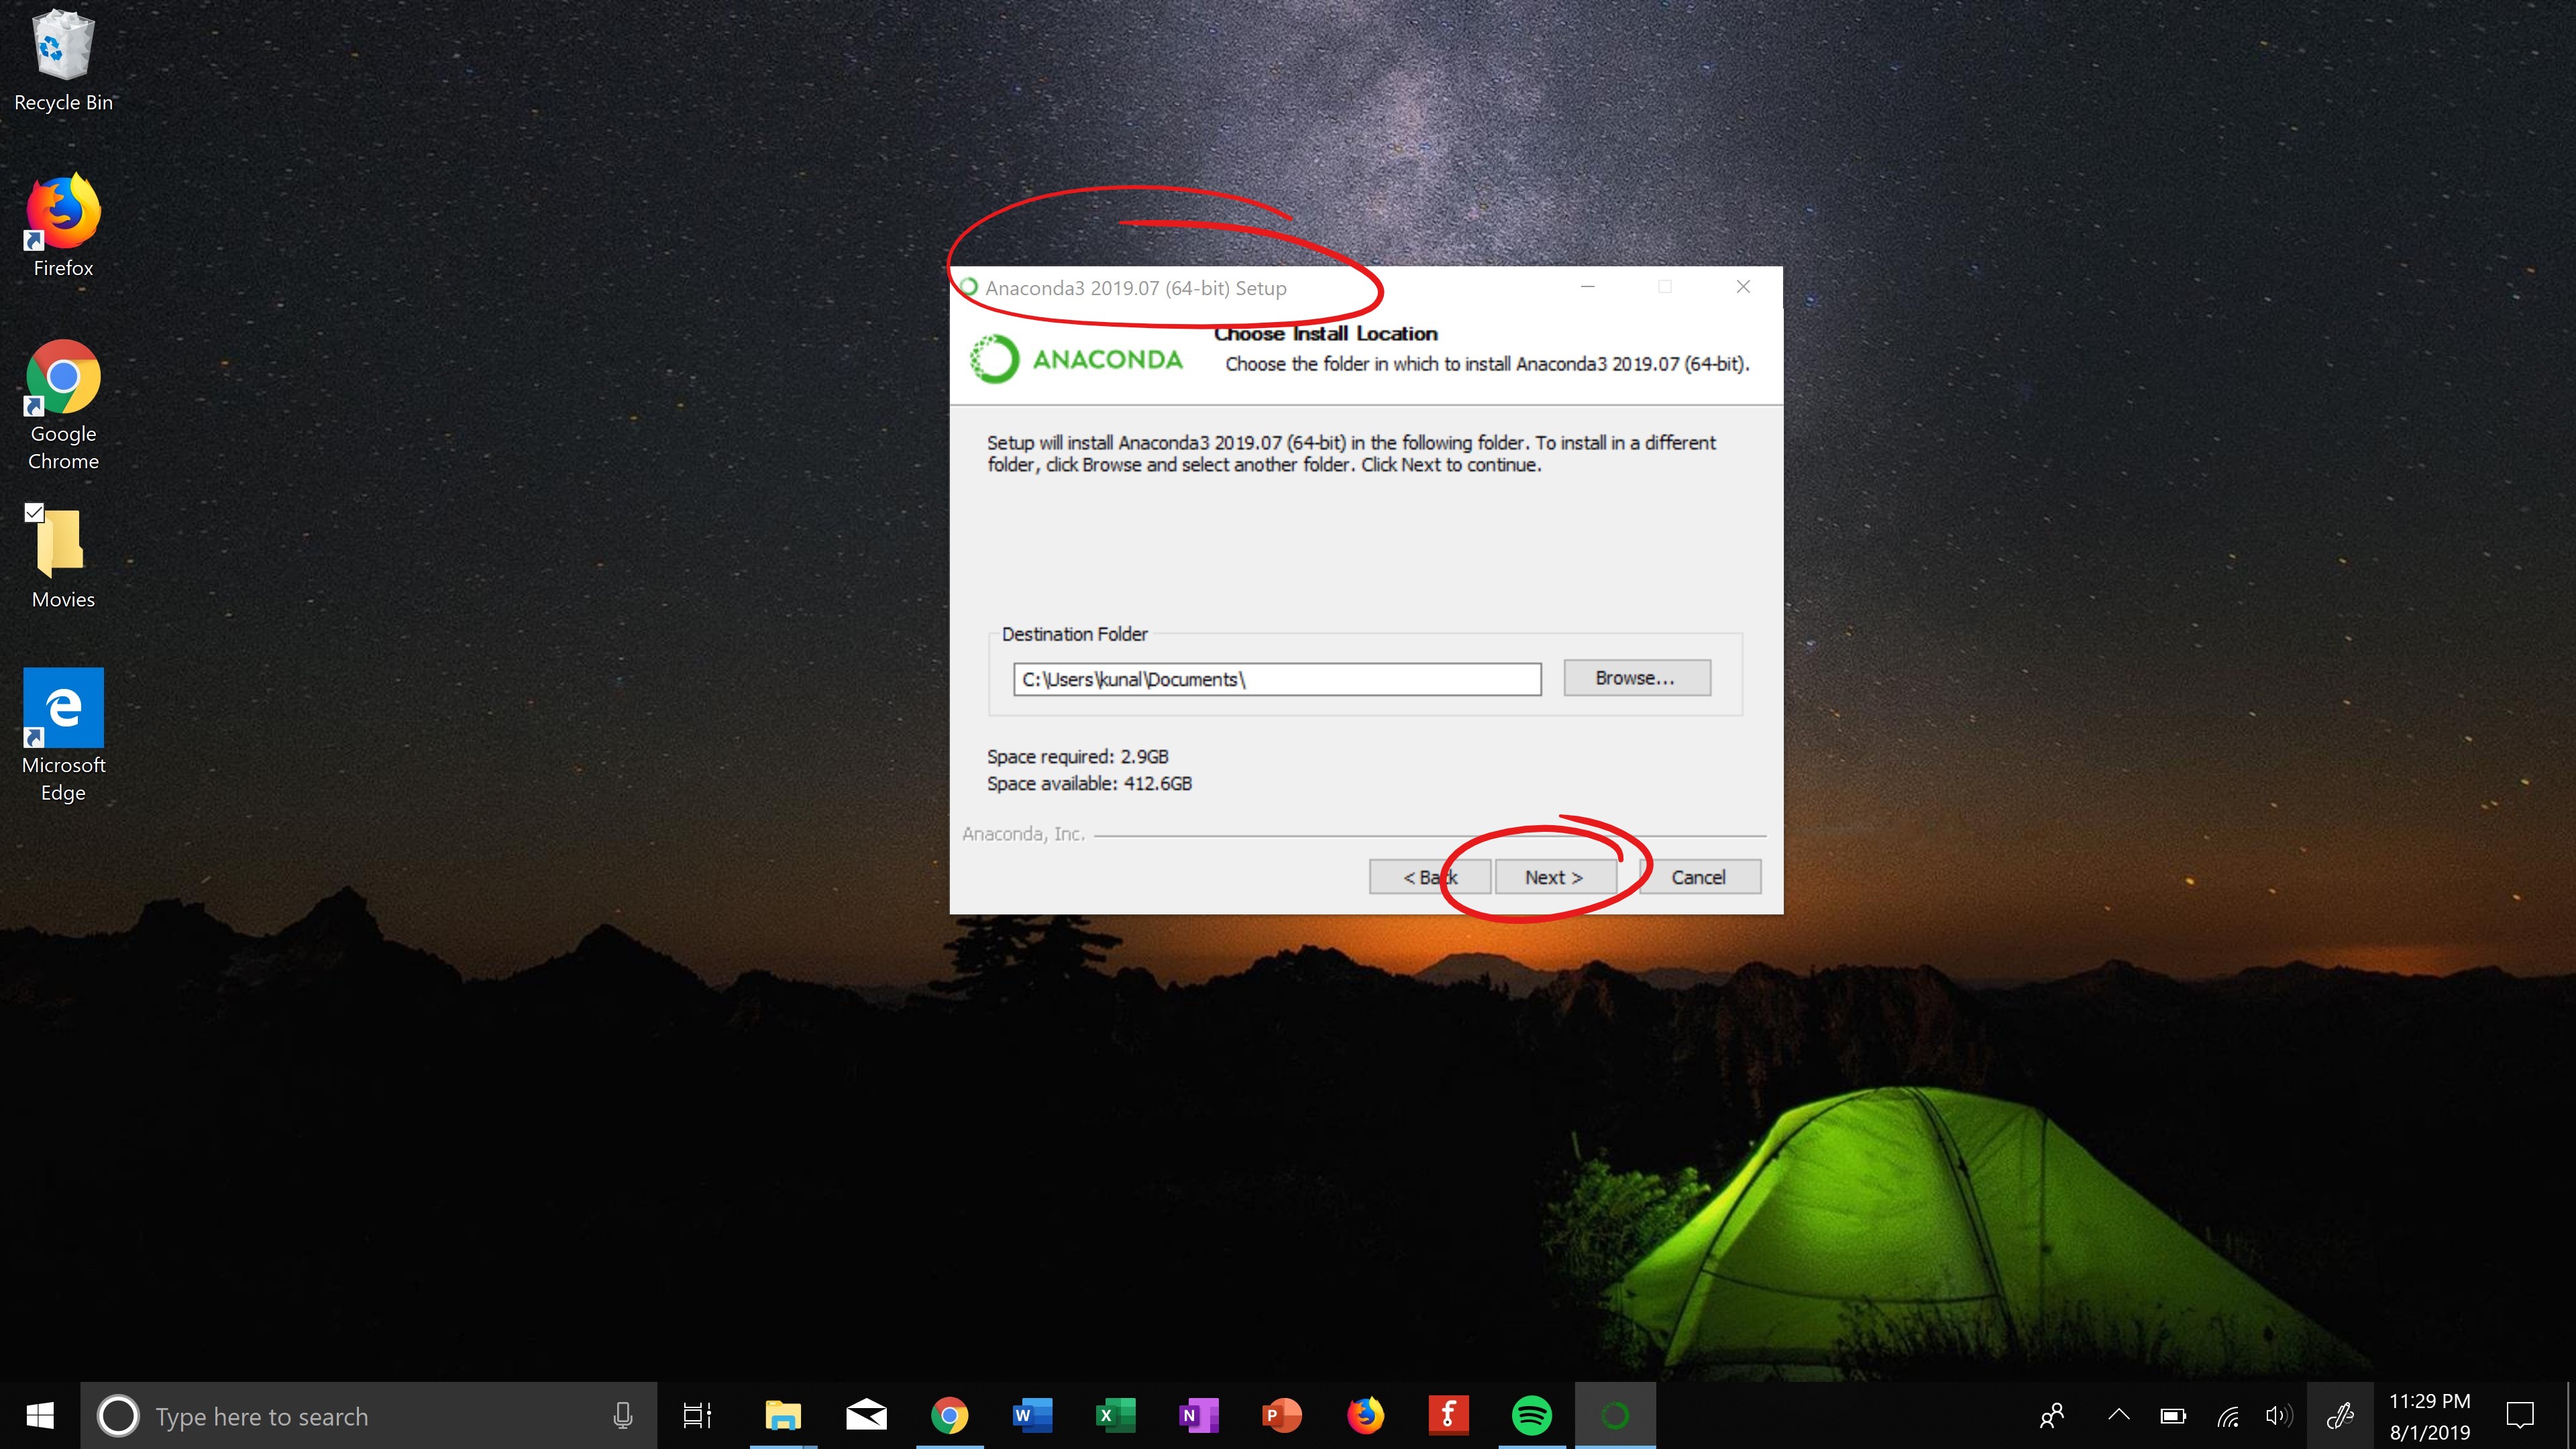 Recycle Bin
Firefox
Google
Chrome
Movies
Microsoft
Edge
Anaconda3 2019.07 (64-bit) Setup
ANACONDA
Choose Install Location
Choose the folder in which to install Anaconda3 2019.07 (64-bit).
Setup will install Anaconda3 2019.07 (64-bit) in the following folder. To install in a different
folder, click Browse and select another folder. Click Next to continue.
Destination Folder
C:\Users\kunal\Documents\
Browse...
Space required: 2.9GB
Space available: 412.6GB
Anaconda, Inc.
< Back
Next >
Cancel
Type here to search
11:29 PM
8/1/2019